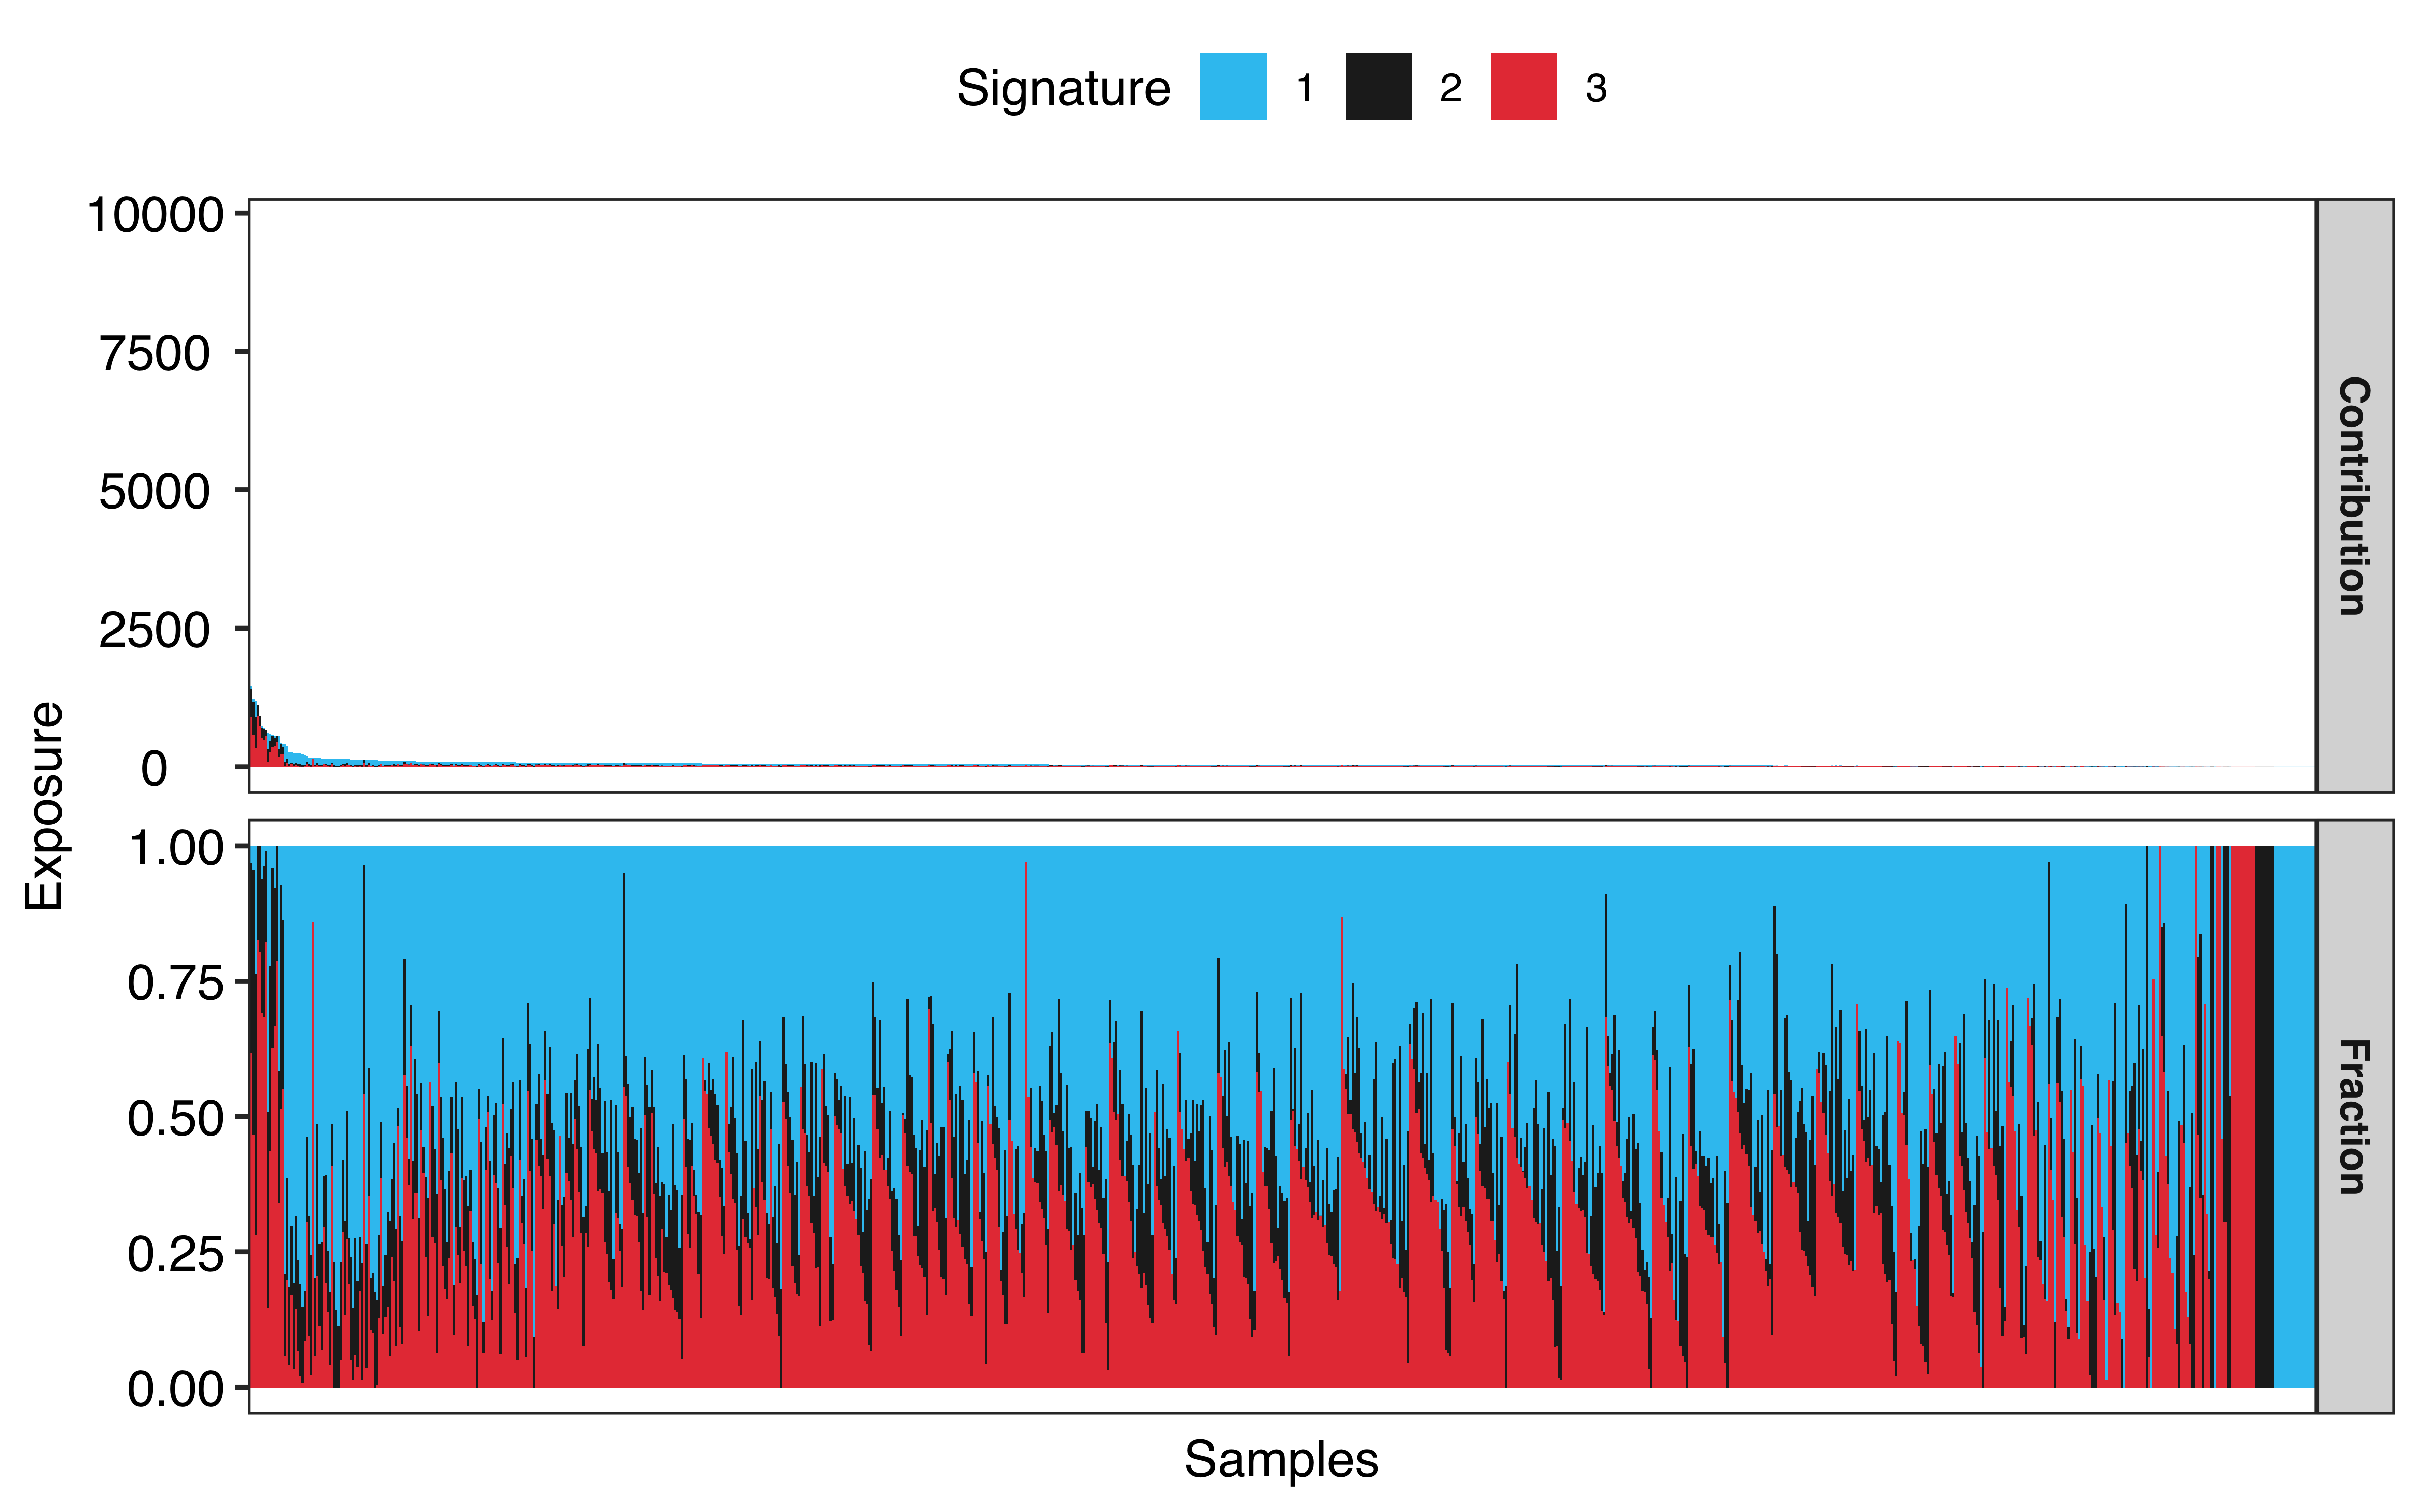 Signature 1 2 3
10000
7500
5000
2500
0
Contribution
Exposure
1.00
0.75
0.50
0.25
0.00
Fraction
Samples